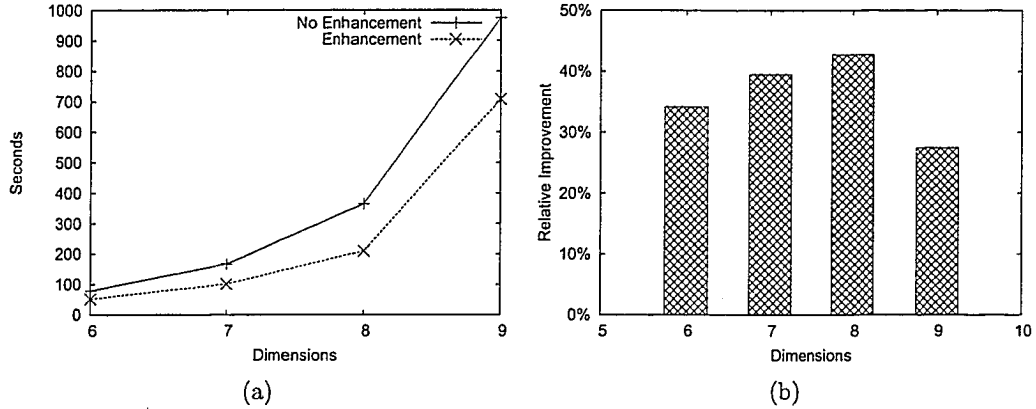 1000
900
800
700
600
500
400
300
200
100
0
Seconds
No Enhancement
Enhancement
6 7 8 9
Dimensions
(a)
50%
40%
30%
20%
10%
0%
Relative Improvement
5 6 7 8 9 10
Dimensions
(b)